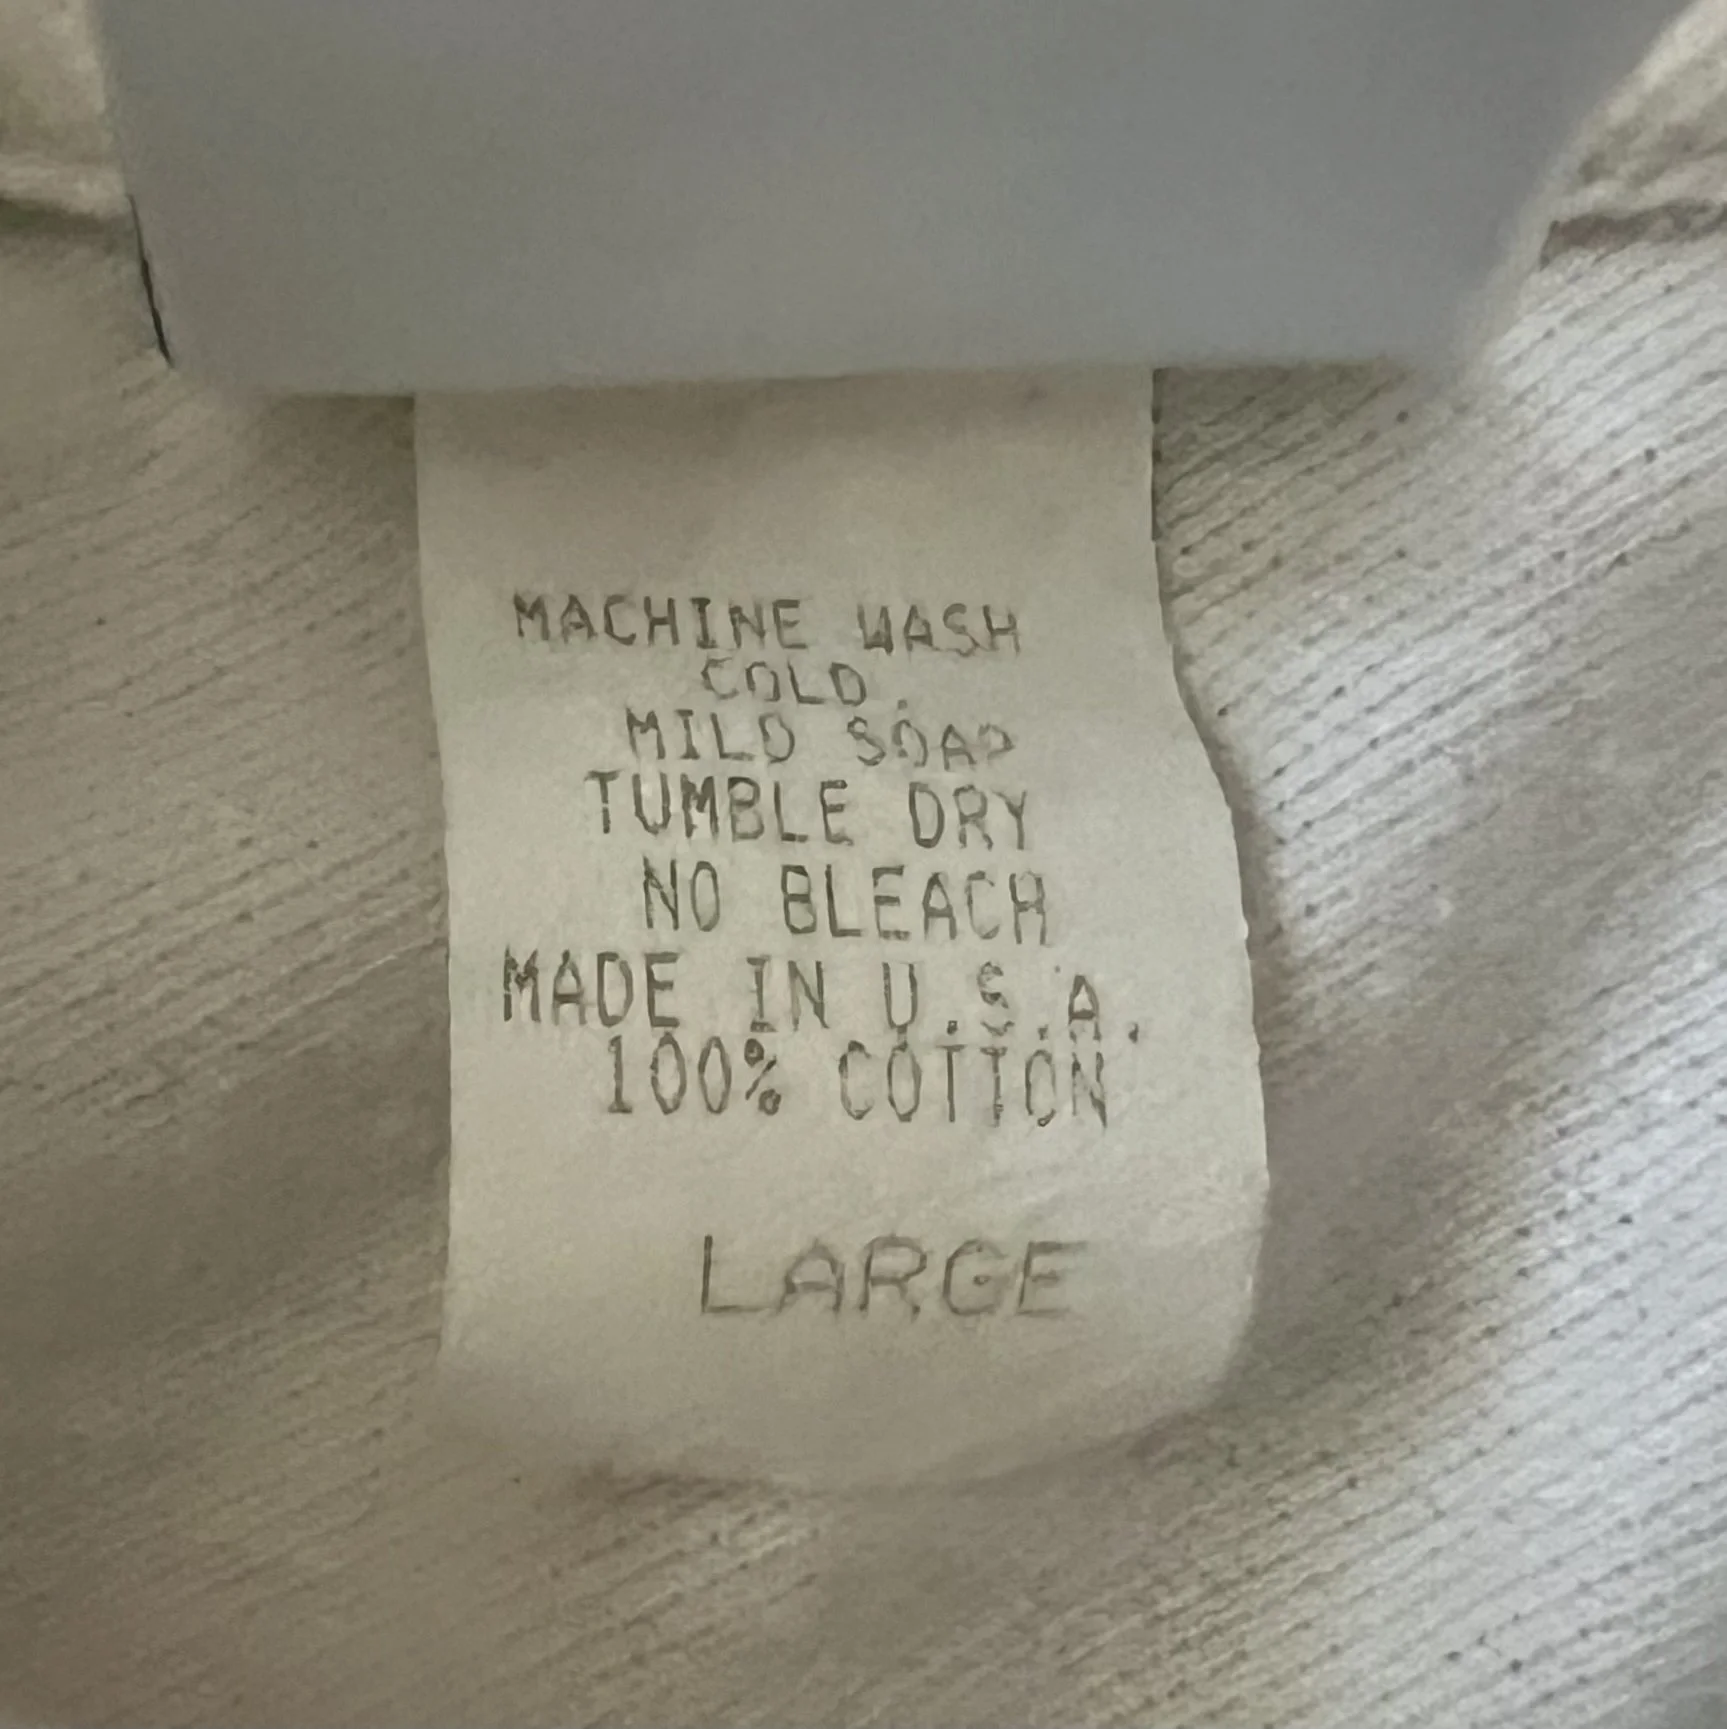 MACHINE WASH
COLD.
MILD SOAP
TUMBLE DRY
NO BLEACH
MADE IN U.S.A.
100% COTTON
LARGE